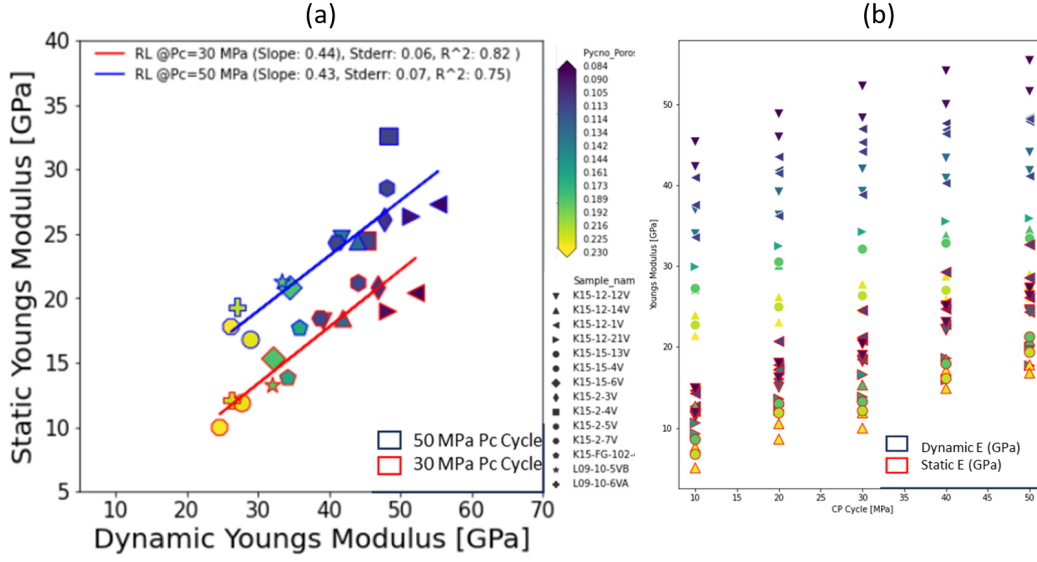 (a)
(b)
Static Youngs Modulus [GPa]
40
35
30
25
20
15
10
5
RL @Pc=30 MPa (Slope: 0.44), Stderr: 0.06, R^2: 0.82 )
RL @Pc=50 MPa (Slope: 0.43, Stderr: 0.07, R^2: 0.75)
50 MPa Pc Cycle
30 MPa Pc Cycle
10
20
30
40
50
60
70
Dynamic Youngs Modulus [GPa]
Pycno_Poros
0.084
0.090
0.105
0.113
0.134
0.142
0.144
0.161
0.173
0.189
0.192
0.216
0.225
0.230
Sample_nam
K15-12-12V
K15-12-14V
K15-12-1V
K15-12-21V
K15-15-13V
K15-15-4V
K15-15-6V
K15-2-3V
K15-2-4V
K15-2-5V
K15-2-7V
K15-FG-102-
L09-10-5VB
L09-10-6VA
Youngs Modulus [GPa]
50
40
30
20
10
Dynamic E (GPa)
Static E (GPa)
10
15
20
25
30
35
40
45
50
CP Cycle [MPa]